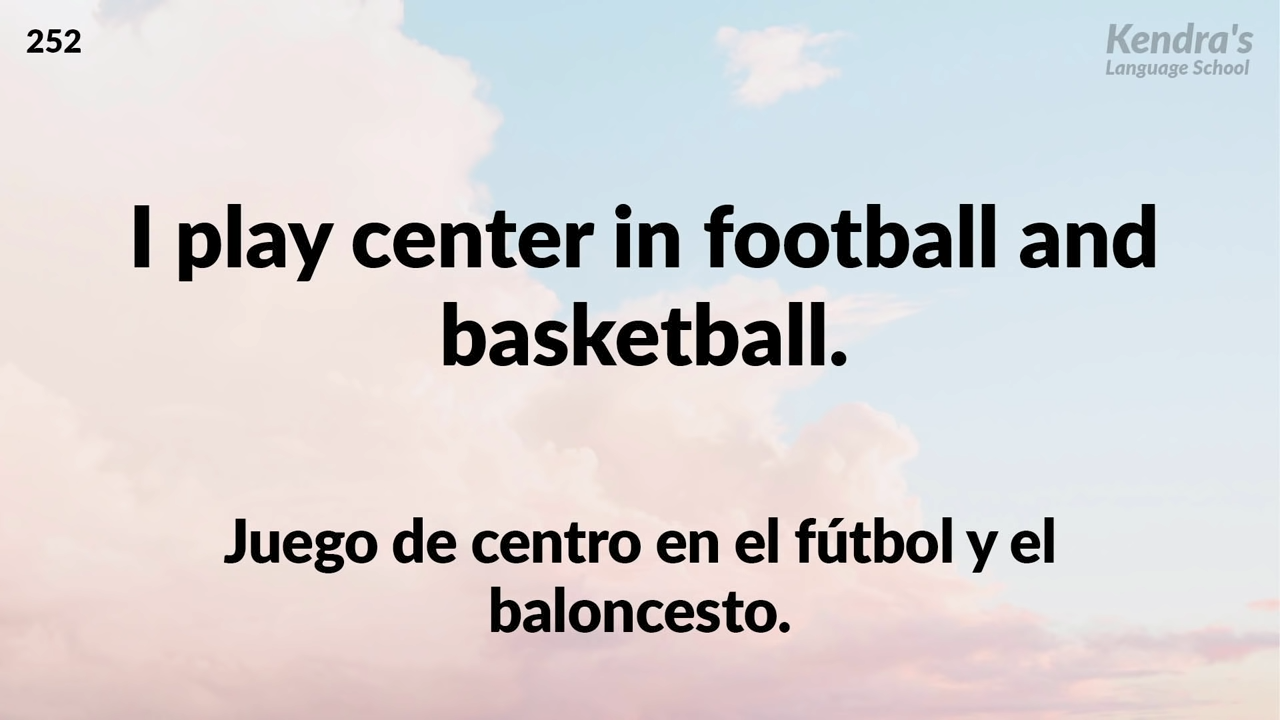 252
Kendra's
Language School
I play center in football and
basketball.
Juego de centro en el fútbol y el
baloncesto.